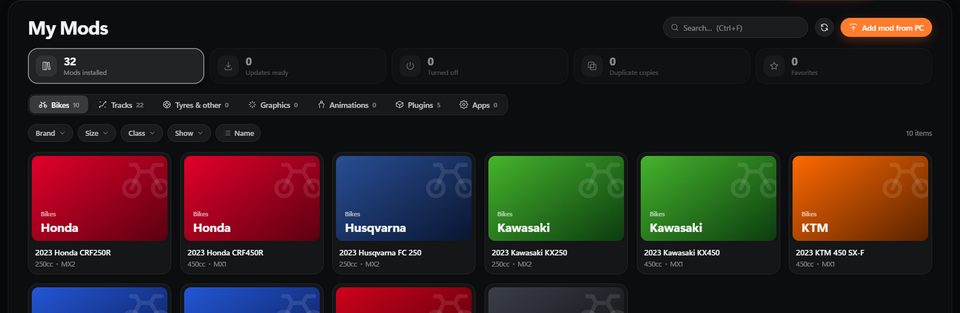 My Mods
Search... (Ctrl+F)
Add mod from PC
32
Mods installed
0
Updates ready
0
Turned off
0
Duplicate copies
0
Favorites
Bikes 10
Tracks 22
Tyres & other 0
Graphics 0
Animations 0
Plugins 5
Apps 0
Brand
Size
Class
Show
Name
10 items
Bikes
Honda
2023 Honda CRF250R
250cc • MX2
Bikes
Honda
2023 Honda CRF450R
450cc • MX1
Bikes
Husqvarna
2023 Husqvarna FC 250
250cc • MX2
Bikes
Kawasaki
2023 Kawasaki KX250
250cc • MX2
Bikes
Kawasaki
2023 Kawasaki KX450
450cc • MX1
Bikes
KTM
2023 KTM 450 SX-F
450cc • MX1